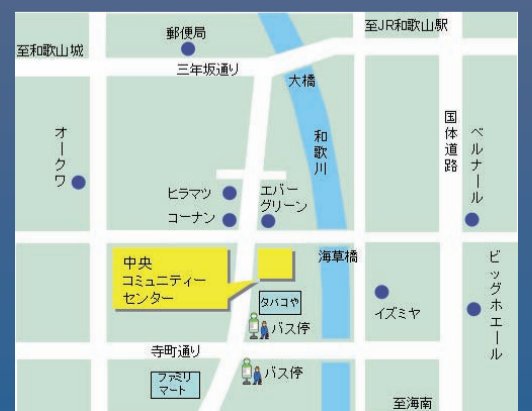 郵便局
至JR和歌山駅
至和歌山城
三年坂通り
大橋
オークワ
和歌川
国体道路
ベルナール
ヒラマツ
エバー
グリーン
コーナン
中央
コミュニティー
センター
海草橋
ビッグホエール
タバコや
イズミヤ
バス停
寺町通り
バス停
ファミリ
マート
至海南